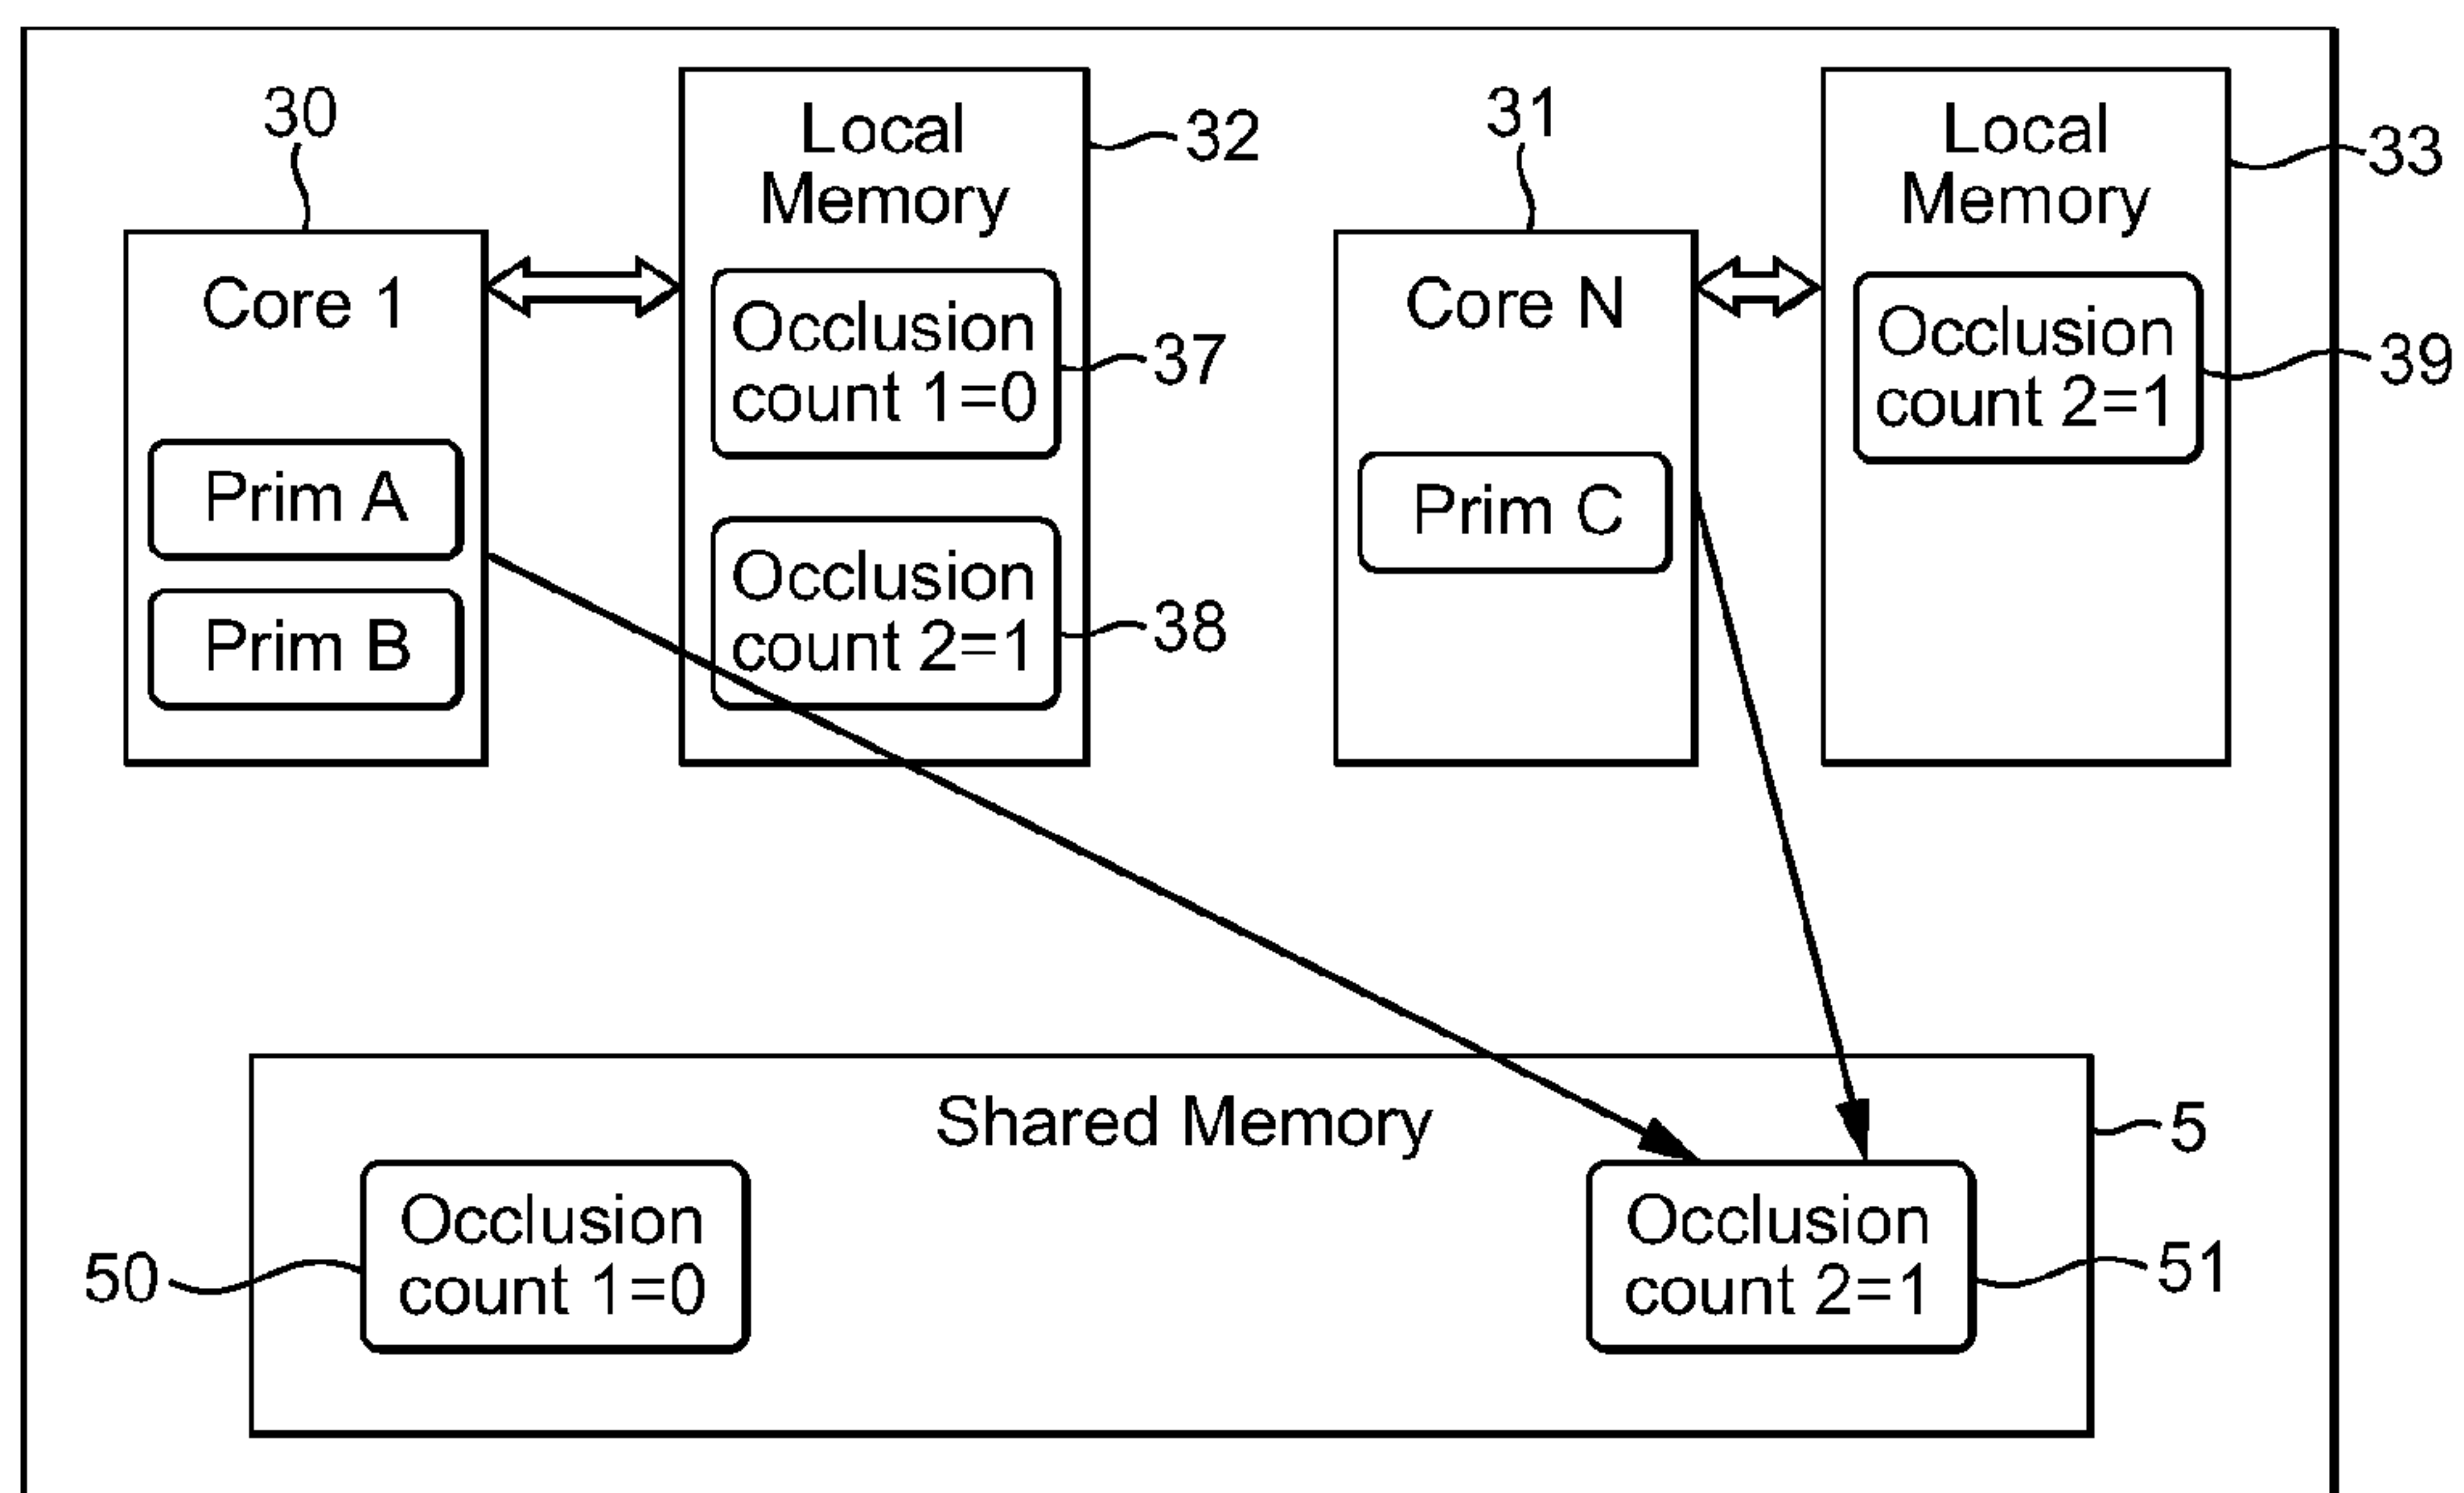 30
Local
Memory
32
31
Local
Memory
33
Core 1
Occlusion
count 1=0
37
Core N
Occlusion
count 2=1
39
Prim A
Prim B
Occlusion
count 2=1
38
Prim C
Shared Memory
5
50
Occlusion
count 1=0
Occlusion
count 2=1
51